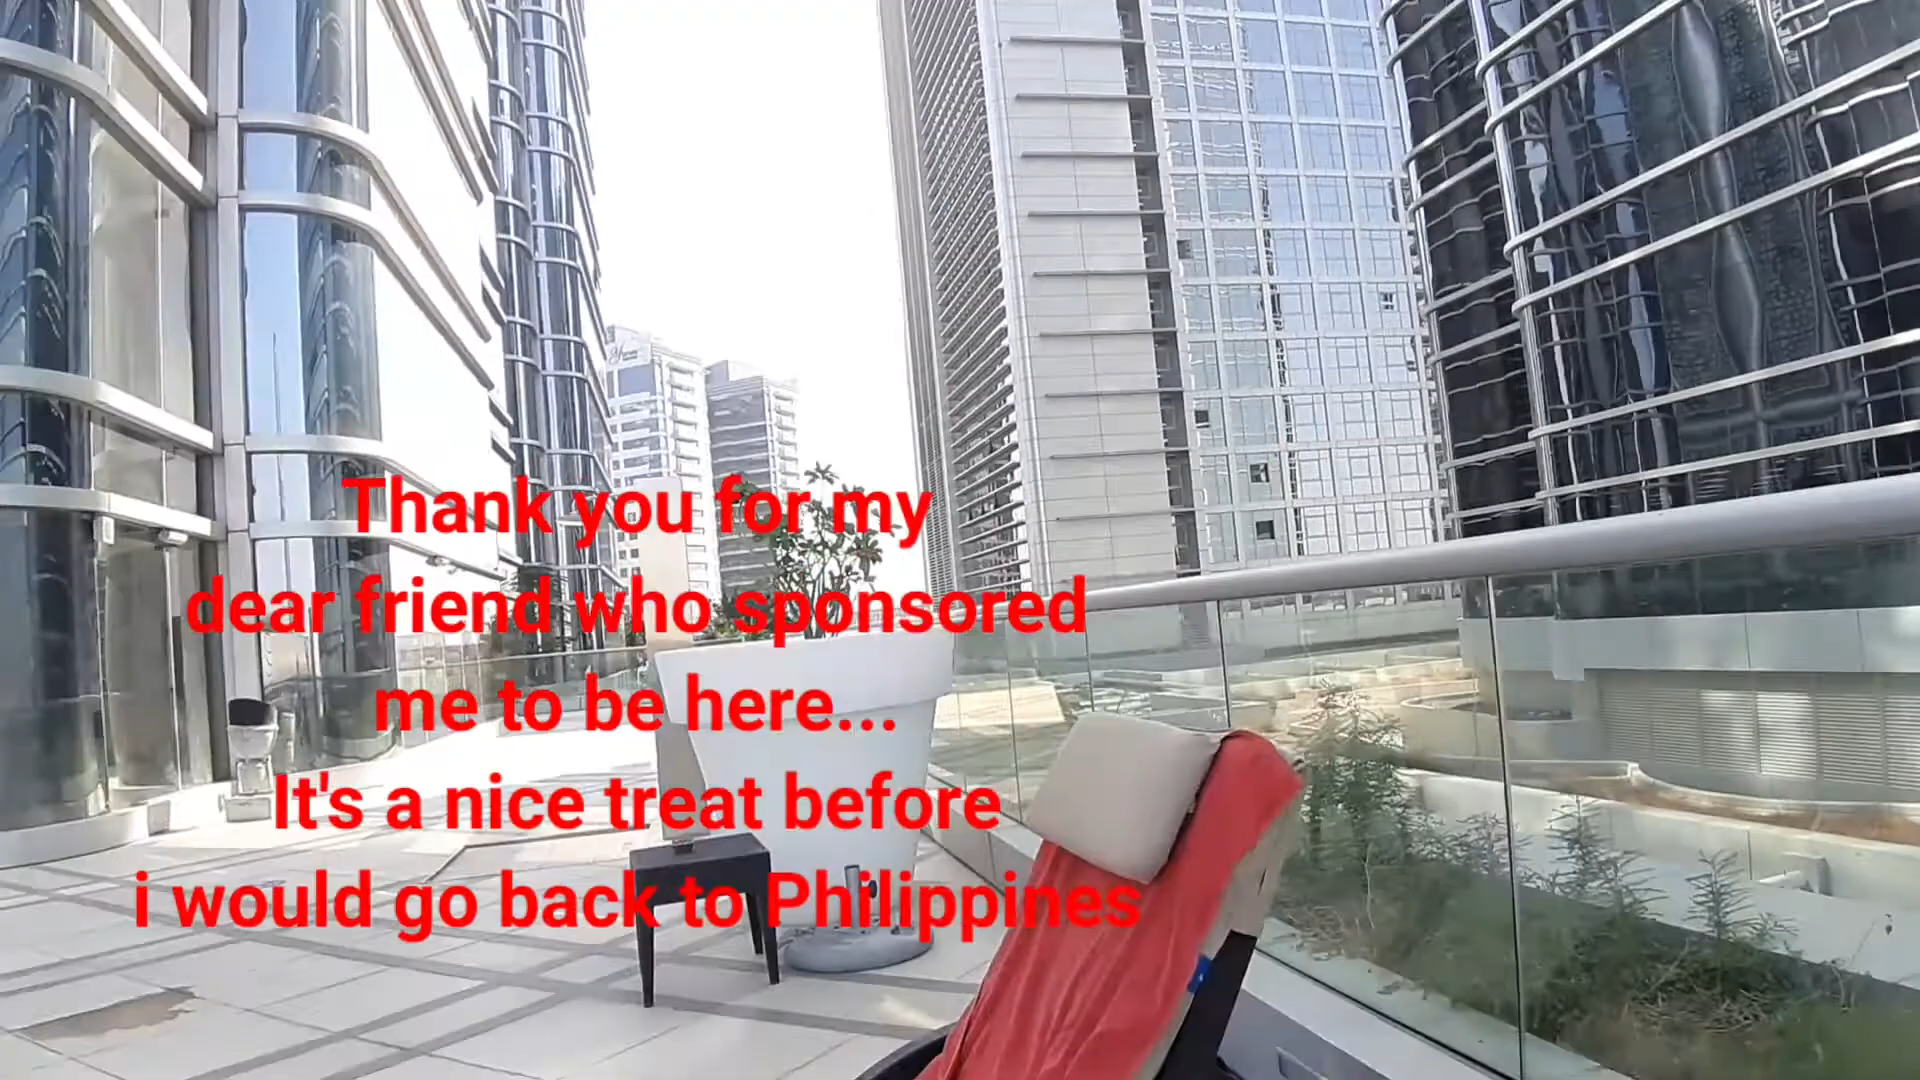 Thank you for my
dear friend who sponsored
me to be here...
It's a nice treat before
i would go back to Philippines